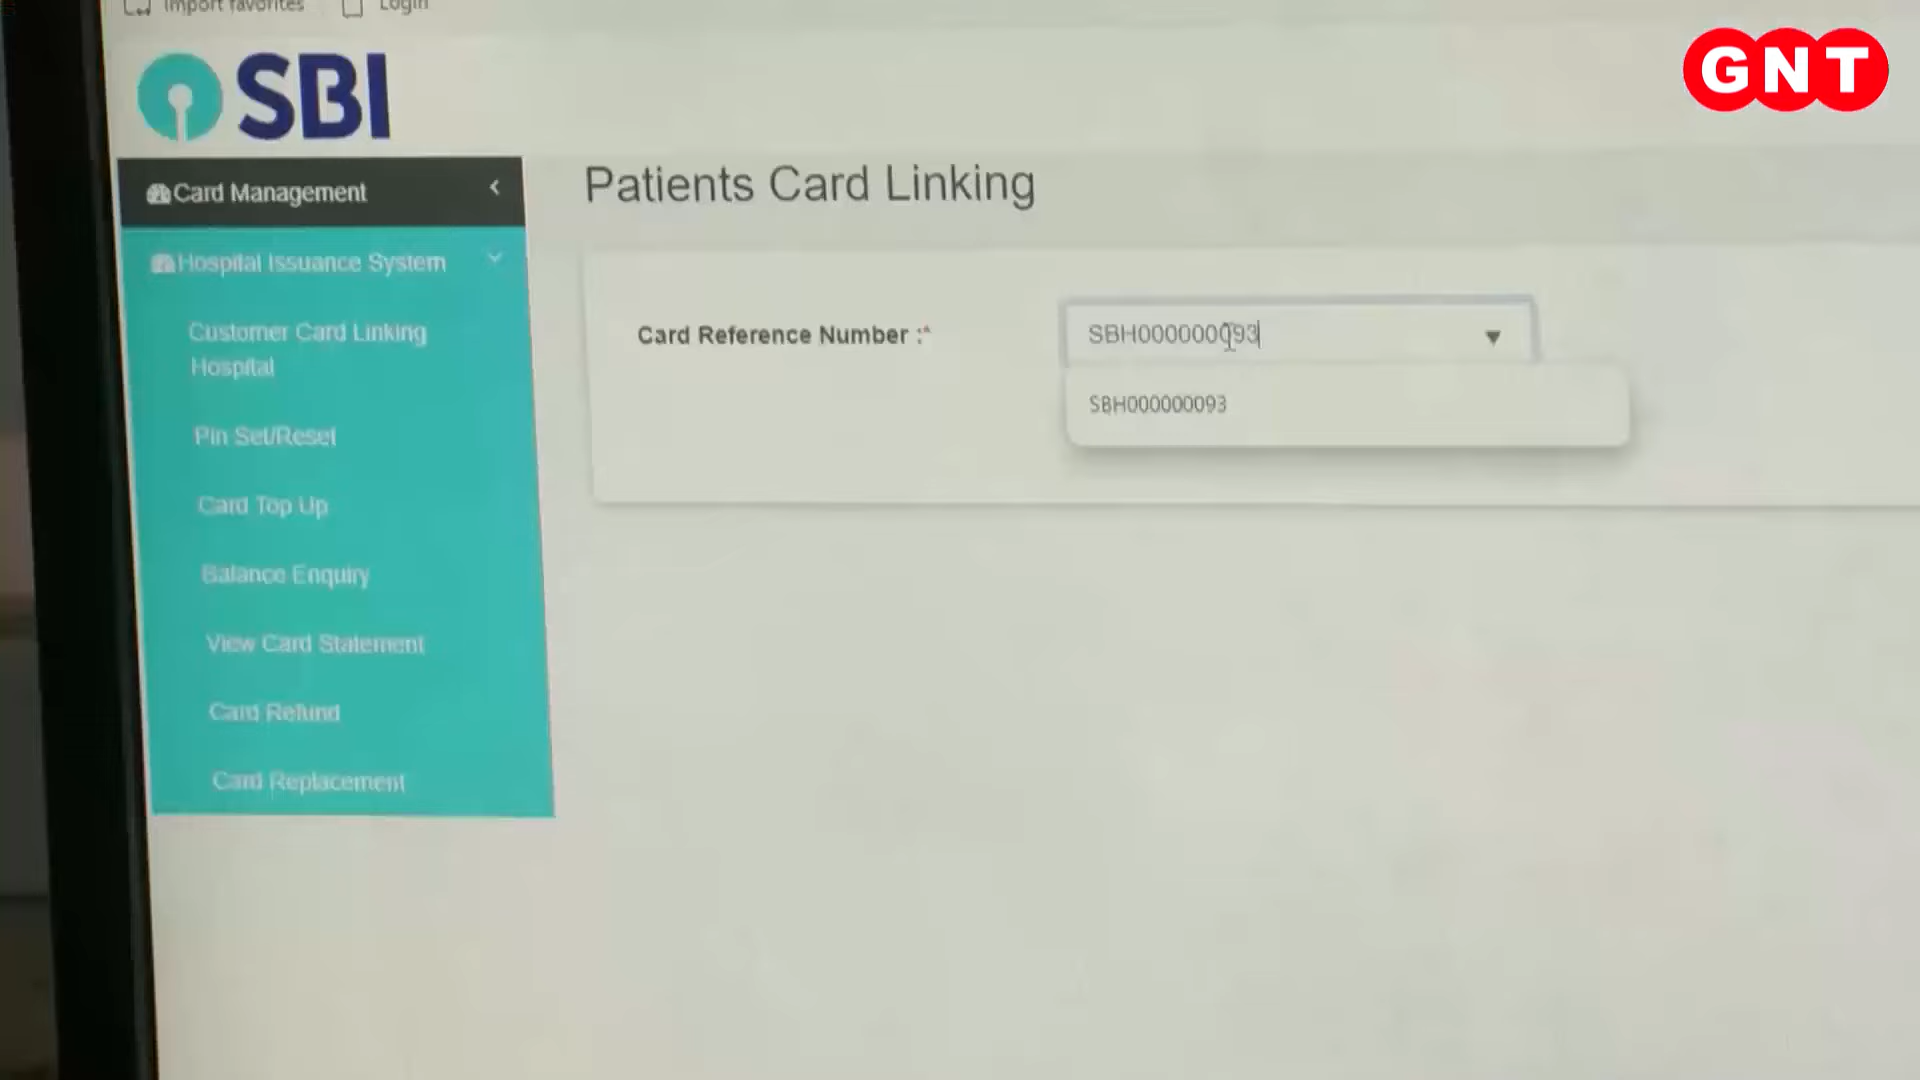 Import favorites
Login
SBI
GNT
Card Management
Patients Card Linking
Hospital Issuance System
Customer Card Linking
Hospital
Pin Set/Reset
Card Top Up
Balance Enquiry
View Card Statement
Card Refund
Card Replacement
Card Reference Number :*
SBH000000093
SBH000000093